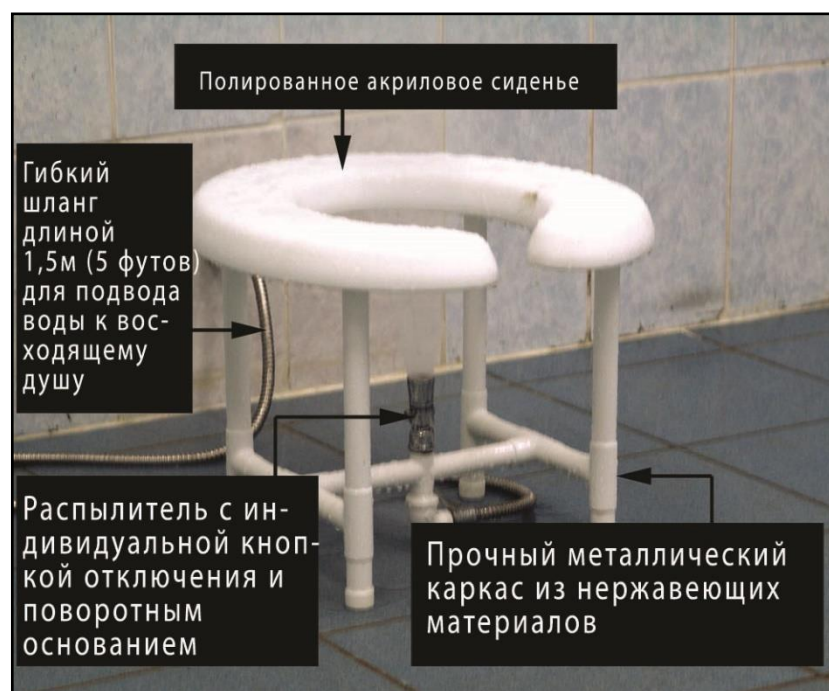 Полированное акриловое сиденье
Гибкий
шланг
длиной
1,5м (5 футов)
для подвода
воды к вос-
ходящему
душу
Распылитель с ин-
дивидуальной кноп-
кой отключения и
поворотным
основанием
Прочный металлический
каркас из нержавеющих
материалов